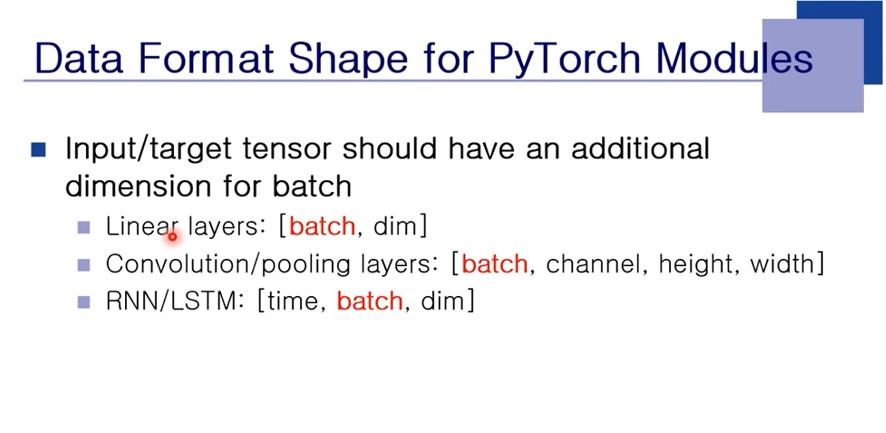 Data Format Shape for PyTorch Modules
Input/target tensor should have an additional
dimension for batch
Linear layers: [batch, dim]
Convolution/pooling layers: [batch, channel, height, width]
RNN/LSTM: [time, batch, dim]